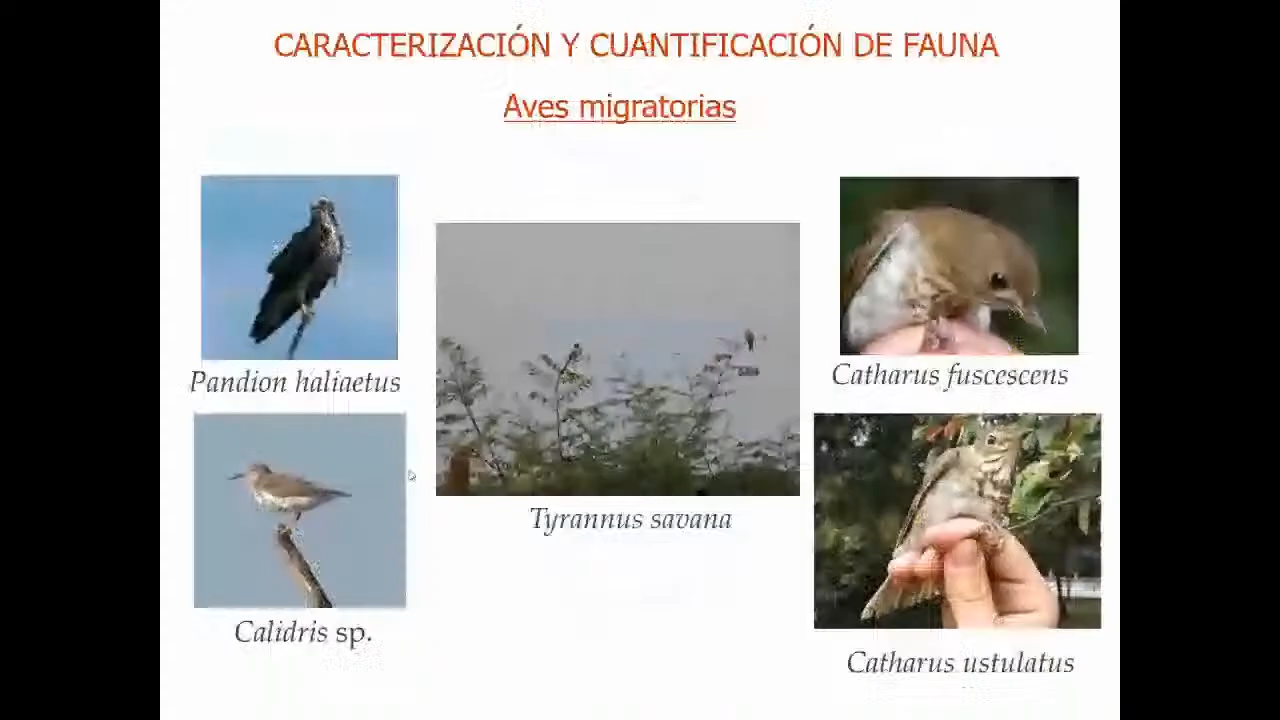 CARACTERIZACIÓN Y CUANTIFICACIÓN DE FAUNA
Aves migratorias
Pandion haliaetus
Catharus fuscescens
Tyrannus savana
Calidris sp.
Catharus ustulatus